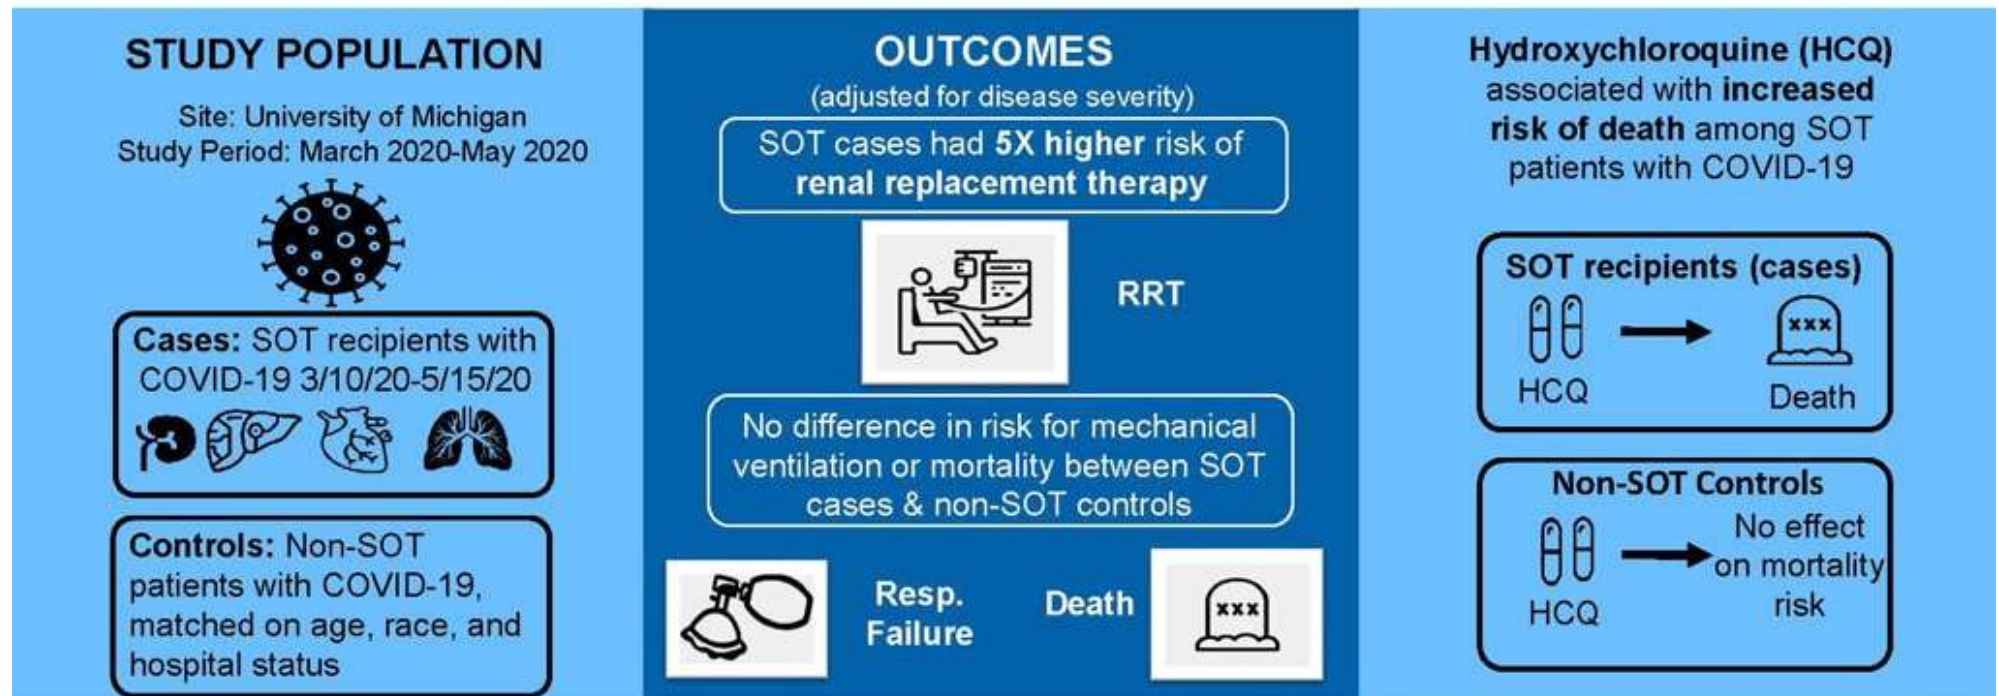 STUDY POPULATION
Site: University of Michigan
Study Period: March 2020-May 2020
Cases: SOT recipients with
COVID-19 3/10/20-5/15/20
Controls: Non-SOT
patients with COVID-19,
matched on age, race, and
hospital status
OUTCOMES
(adjusted for disease severity)
SOT cases had 5X higher risk of
renal replacement therapy
RRT
No difference in risk for mechanical
ventilation or mortality between SOT
cases & non-SOT controls
Resp.
Failure
Death
xxx
Hydroxychloroquine (HCQ)
associated with increased
risk of death among SOT
patients with COVID-19
SOT recipients (cases)
xxx
HCQ
Death
Non-SOT Controls
No effect
on mortality
risk
HCQ